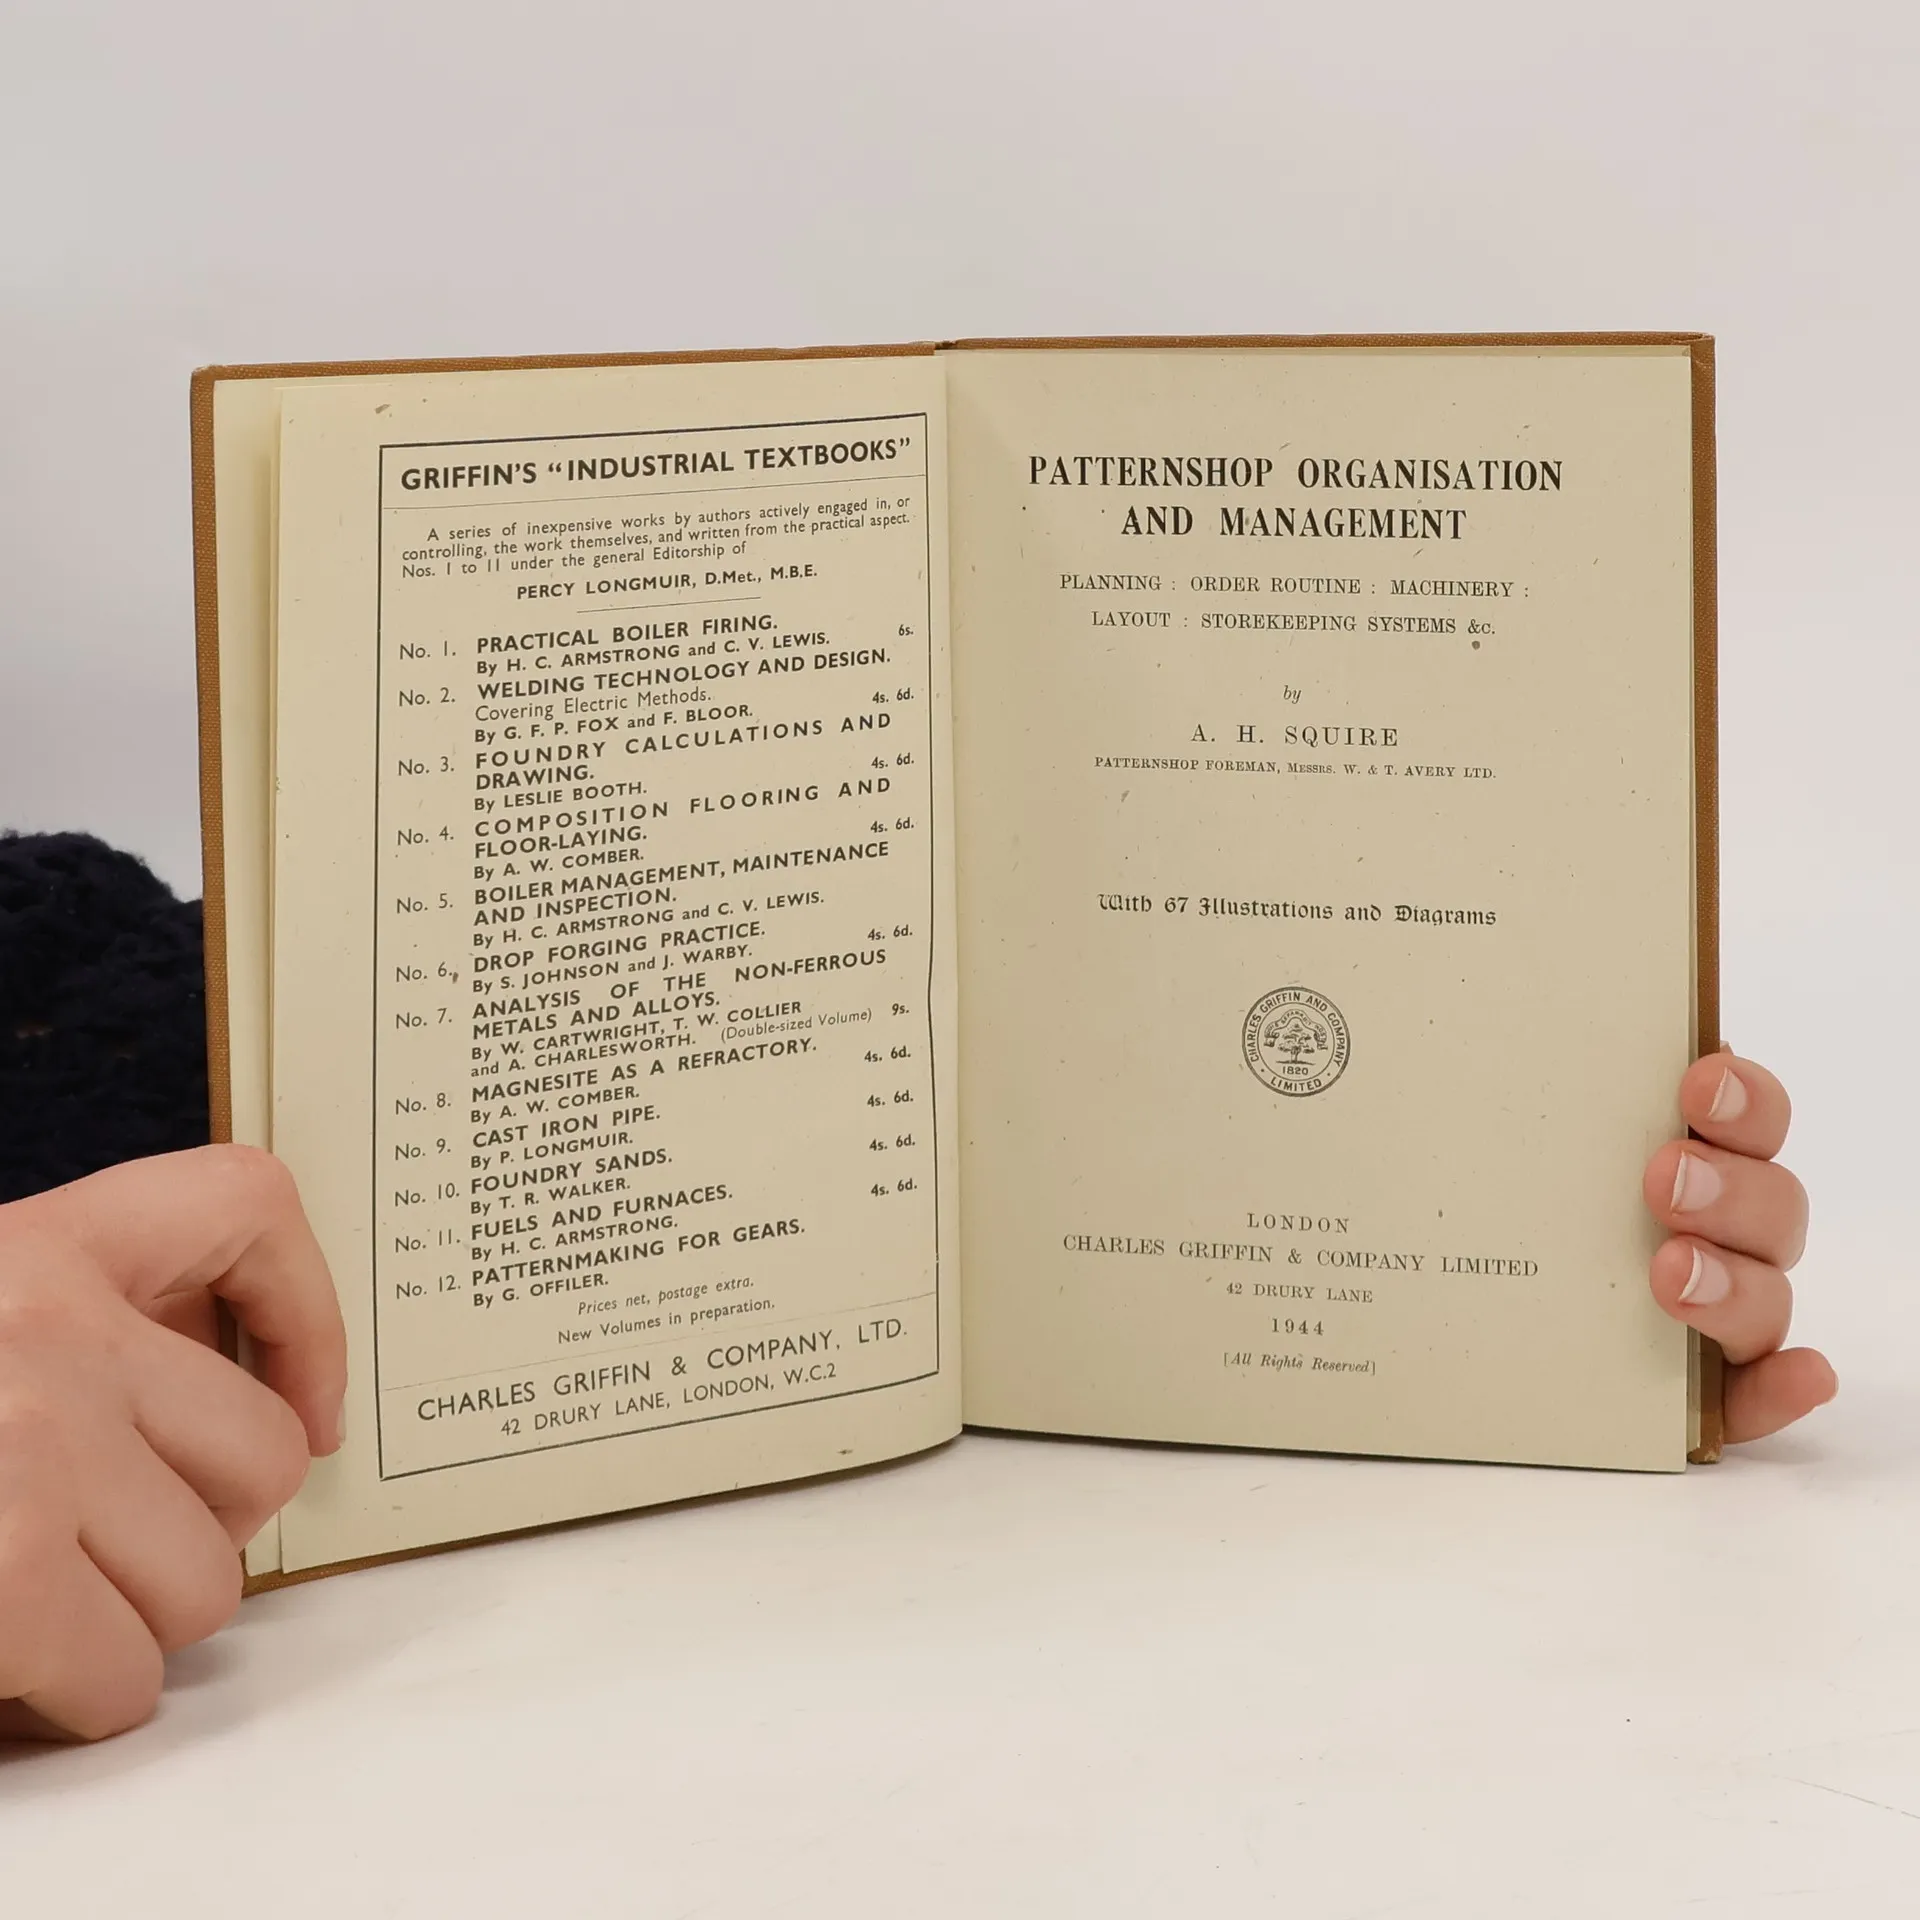 GRIFFIN'S "INDUSTRIAL TEXTBOOKS"
A series of inexpensive works by authors actively engaged in, or
controlling, the work themselves, and written from the practical aspect.
Nos. 1 to 11 under the general Editorship of
PERCY LONGMUIR, D.Met., M.B.E.
No. 1. PRACTICAL BOILER FIRING.
By H. C. ARMSTRONG and C. V. LEWIS. 6s.
No. 2. WELDING TECHNOLOGY AND DESIGN.
Covering Electric Methods.
By G. F. P. FOX and F. BLOOR. 4s. 6d.
No. 3. FOUNDRY CALCULATIONS AND
DRAWING.
By LESLIE BOOTH. 4s. 6d.
No. 4. COMPOSITION FLOORING AND
FLOOR-LAYING.
By A. W. COMBER. 4s. 6d.
No. 5. BOILER MANAGEMENT, MAINTENANCE
AND INSPECTION.
By H. C. ARMSTRONG and C. V. LEWIS.
No. 6. DROP FORGING PRACTICE.
By S. JOHNSON and J. WARBY. 4s. 6d.
No. 7. ANALYSIS OF THE NON-FERROUS
METALS AND ALLOYS.
By W. CARTWRIGHT, T. W. COLLIER
and A. CHARLESWORTH. (Double-sized Volume) 9s.
No. 8. MAGNESITE AS A REFRACTORY.
By A. W. COMBER. 4s. 6d.
No. 9. CAST IRON PIPE.
By P. LONGMUIR. 4s. 6d.
No. 10. FOUNDRY SANDS.
By T. R. WALKER. 4s. 6d.
No. 11. FUELS AND FURNACES.
By H. C. ARMSTRONG. 4s. 6d.
No. 12. PATTERNMAKING FOR GEARS.
By G. OFFILER.
Prices net, postage extra.
New Volumes in preparation.
CHARLES GRIFFIN & COMPANY, LTD.
42 DRURY LANE, LONDON, W.C.2
PATTERNSHOP ORGANISATION
AND MANAGEMENT
PLANNING : ORDER ROUTINE : MACHINERY :
LAYOUT : STOREKEEPING SYSTEMS &c.
by
A. H. SQUIRE
PATTERNSHOP FOREMAN, MESSRS. W. & T. AVERY LTD.
With 67 Illustrations and Diagrams
CHARLES GRIFFIN AND COMPANY
1820
LIMITED
LONDON
CHARLES GRIFFIN & COMPANY LIMITED
42 DRURY LANE
1944
[All Rights Reserved]